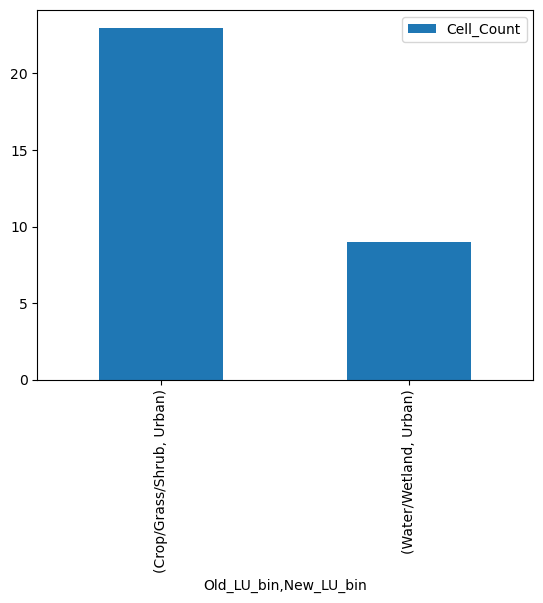 Cell_Count
20
15
10
5
0
(Crop/Grass/Shrub, Urban)
(Water/Wetland, Urban)
Old_LU_bin,New_LU_bin